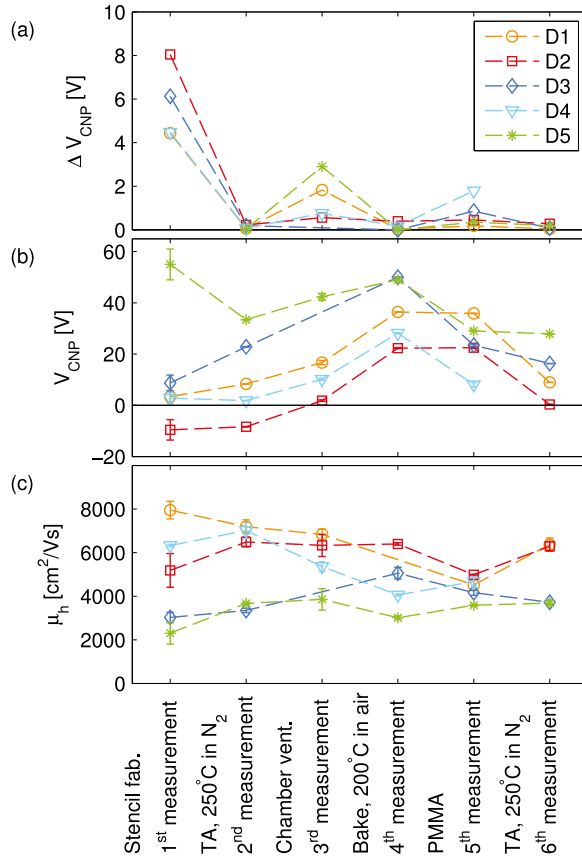 (a)
Δ V_CNP [V]
10
8
6
4
2
0
D1
D2
D3
D4
D5
(b)
V_CNP [V]
60
40
20
0
−20
(c)
μ_h [cm²/Vs]
8000
6000
4000
2000
0
Stencil fab.
1st measurement
TA, 250°C in N₂
2nd measurement
Chamber vent.
3rd measurement
Bake, 200°C in air
4th measurement
PMMA
5th measurement
TA, 250°C in N₂
6th measurement